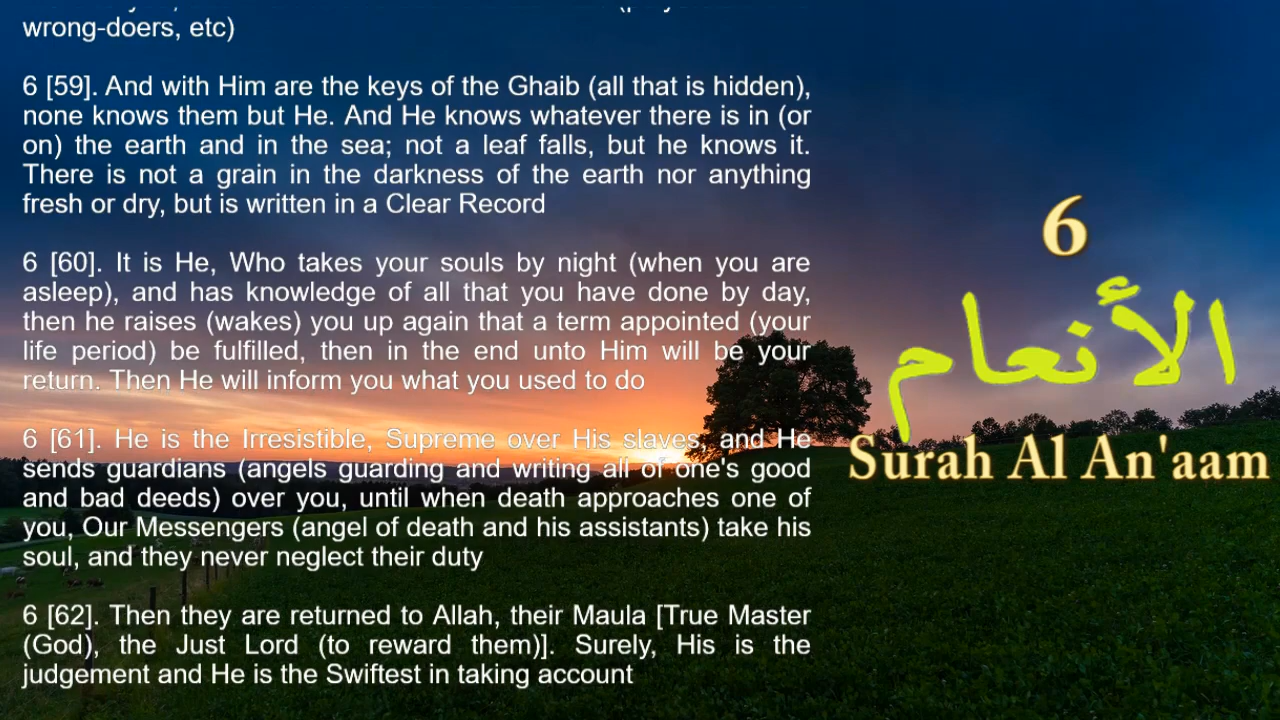 wrong-doers, etc)
6 [59]. And with Him are the keys of the Ghaib (all that is hidden),
none knows them but He. And He knows whatever there is in (or
on) the earth and in the sea; not a leaf falls, but he knows it.
There is not a grain in the darkness of the earth nor anything
fresh or dry, but is written in a Clear Record
6 [60]. It is He, Who takes your souls by night (when you are
asleep), and has knowledge of all that you have done by day,
then he raises (wakes) you up again that a term appointed (your
life period) be fulfilled, then in the end unto Him will be your
return. Then He will inform you what you used to do
6 [61]. He is the Irresistible, Supreme over His slaves, and He
sends guardians (angels guarding and writing all of one's good
and bad deeds) over you, until when death approaches one of
you, Our Messengers (angel of death and his assistants) take his
soul, and they never neglect their duty
6 [62]. Then they are returned to Allah, their Maula [True Master
(God), the Just Lord (to reward them)]. Surely, His is the
judgement and He is the Swiftest in taking account
6
الأنعام
Surah Al An'aam